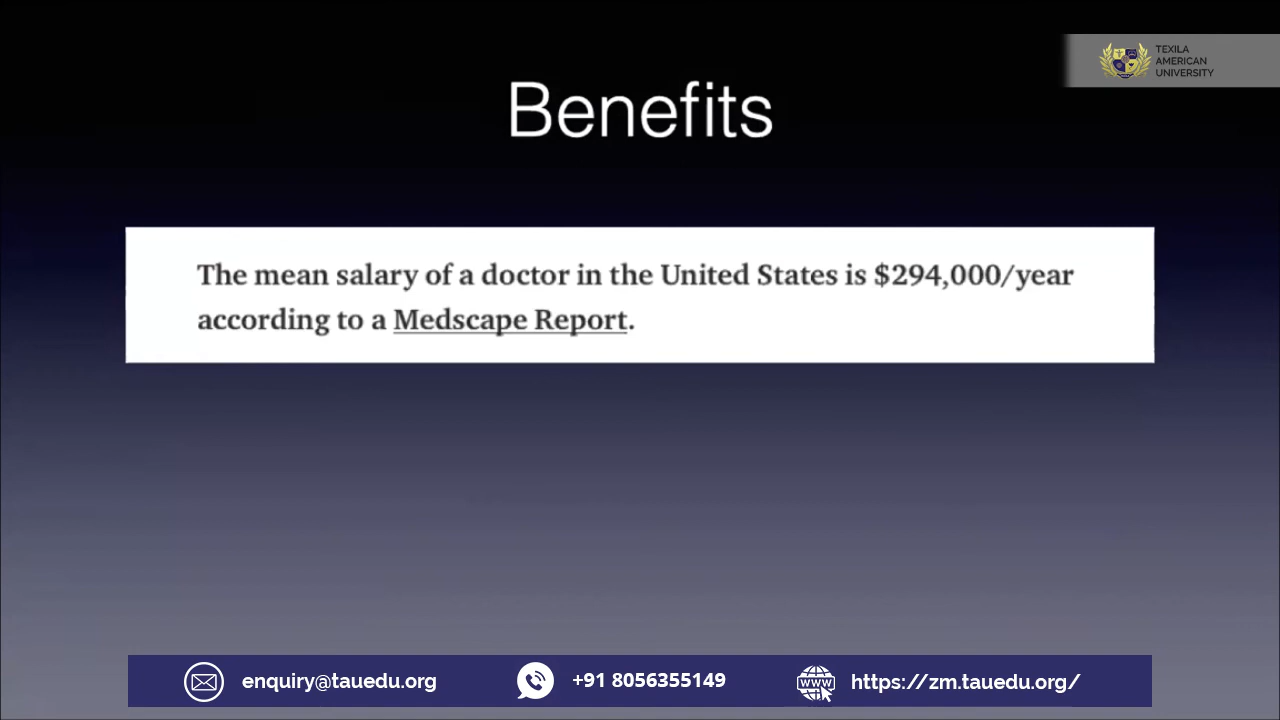 TEXILA
AMERICAN
UNIVERSITY
Benefits
The mean salary of a doctor in the United States is $294,000/year
according to a Medscape Report.
enquiry@tauedu.org
+91 8056355149
www
https://zm.tauedu.org/